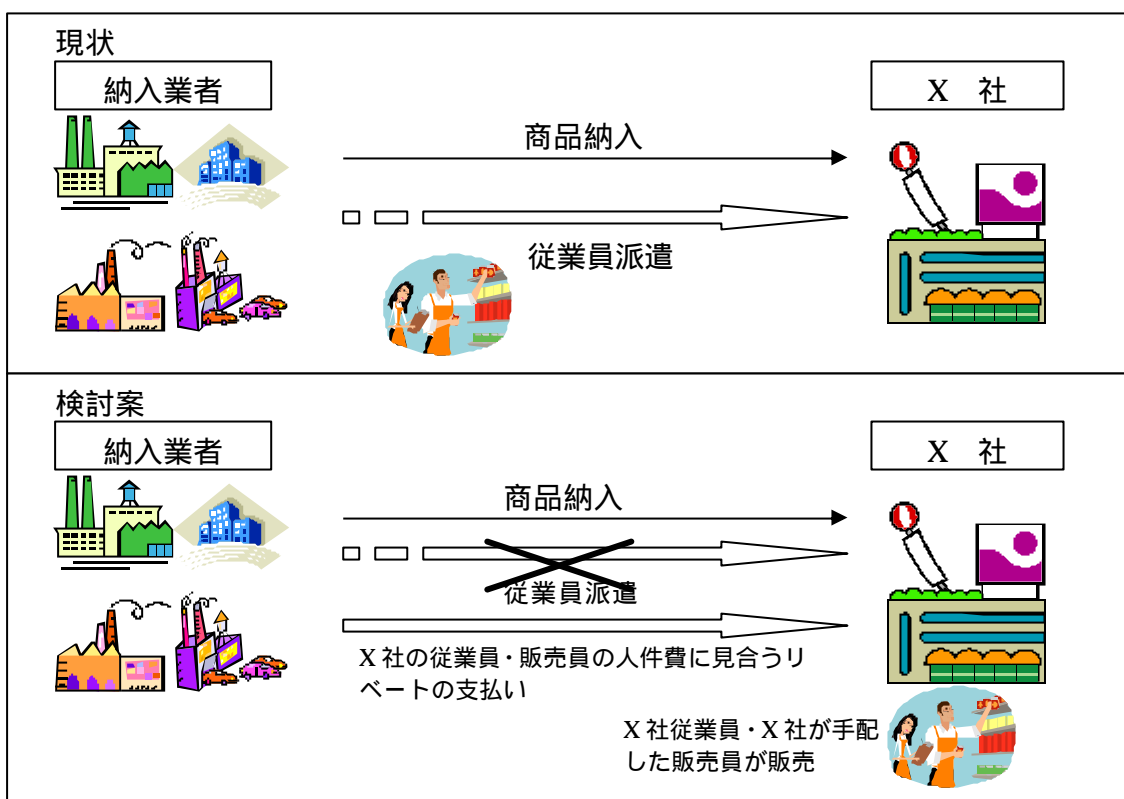 現状
納入業者
X 社
商品納入
従業員派遣
検討案
納入業者
X 社
商品納入
従業員派遣
X 社の従業員・販売員の人件費に見合うリ
ベートの支払い
X 社従業員・X 社が手配
した販売員が販売